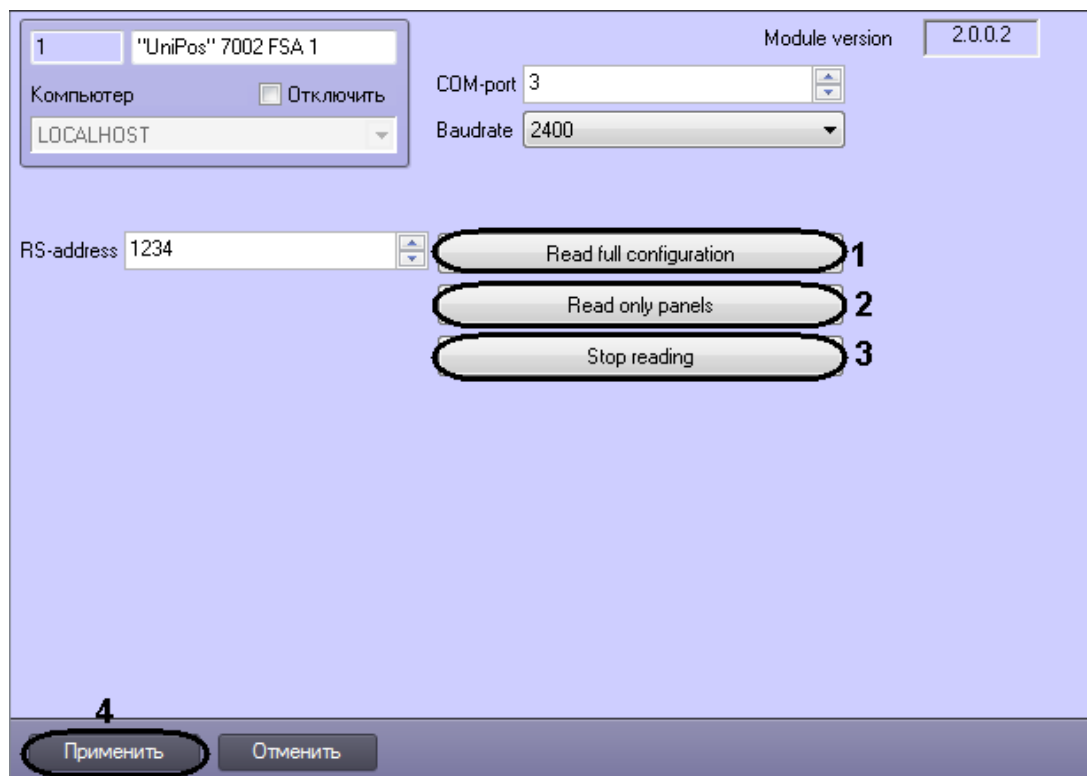 1 "UniPos" 7002 FSA 1
Module version 2.0.0.2
Компьютер Отключить
LOCALHOST
COM-port 3
Baudrate 2400
RS-address 1234
Read full configuration 1
Read only panels 2
Stop reading 3
4
Применить Отменить